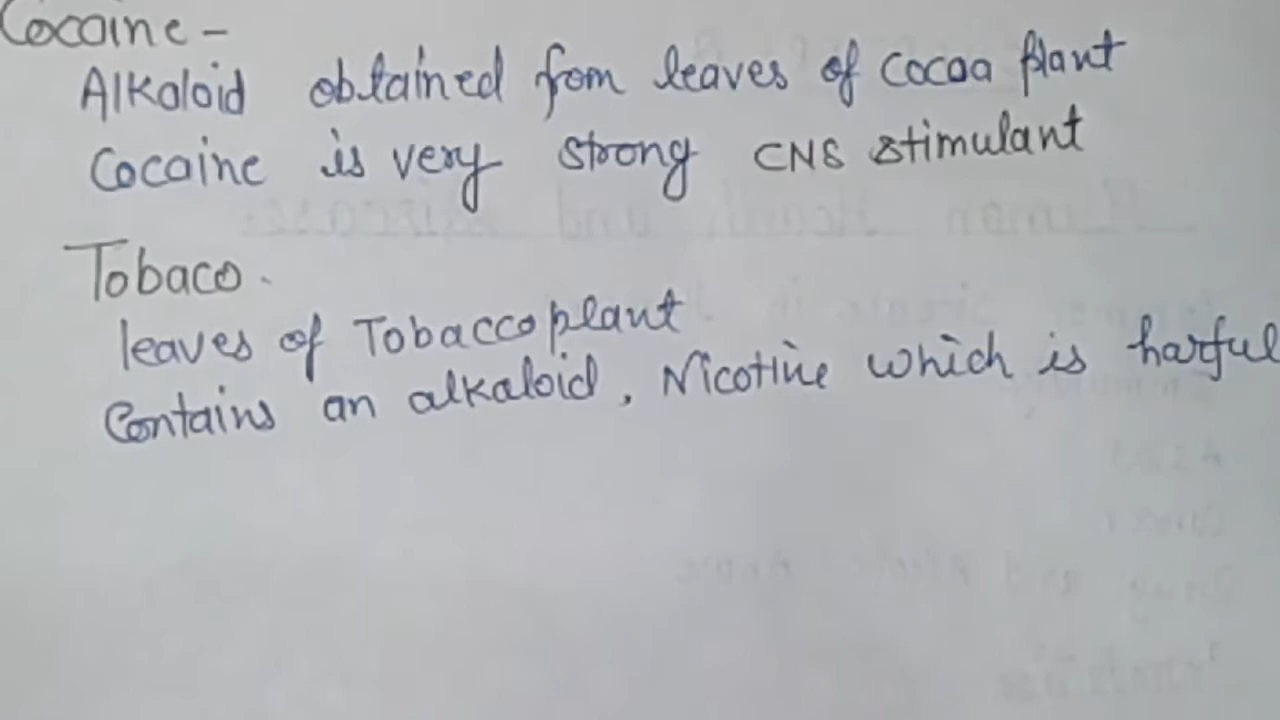 Cocaine -
Alkaloid obtained from leaves of cocoa plant
Cocaine is very strong CNS stimulant
Tobaco.
leaves of Tobacco plant
Contains an alkaloid, Nicotine which is harful